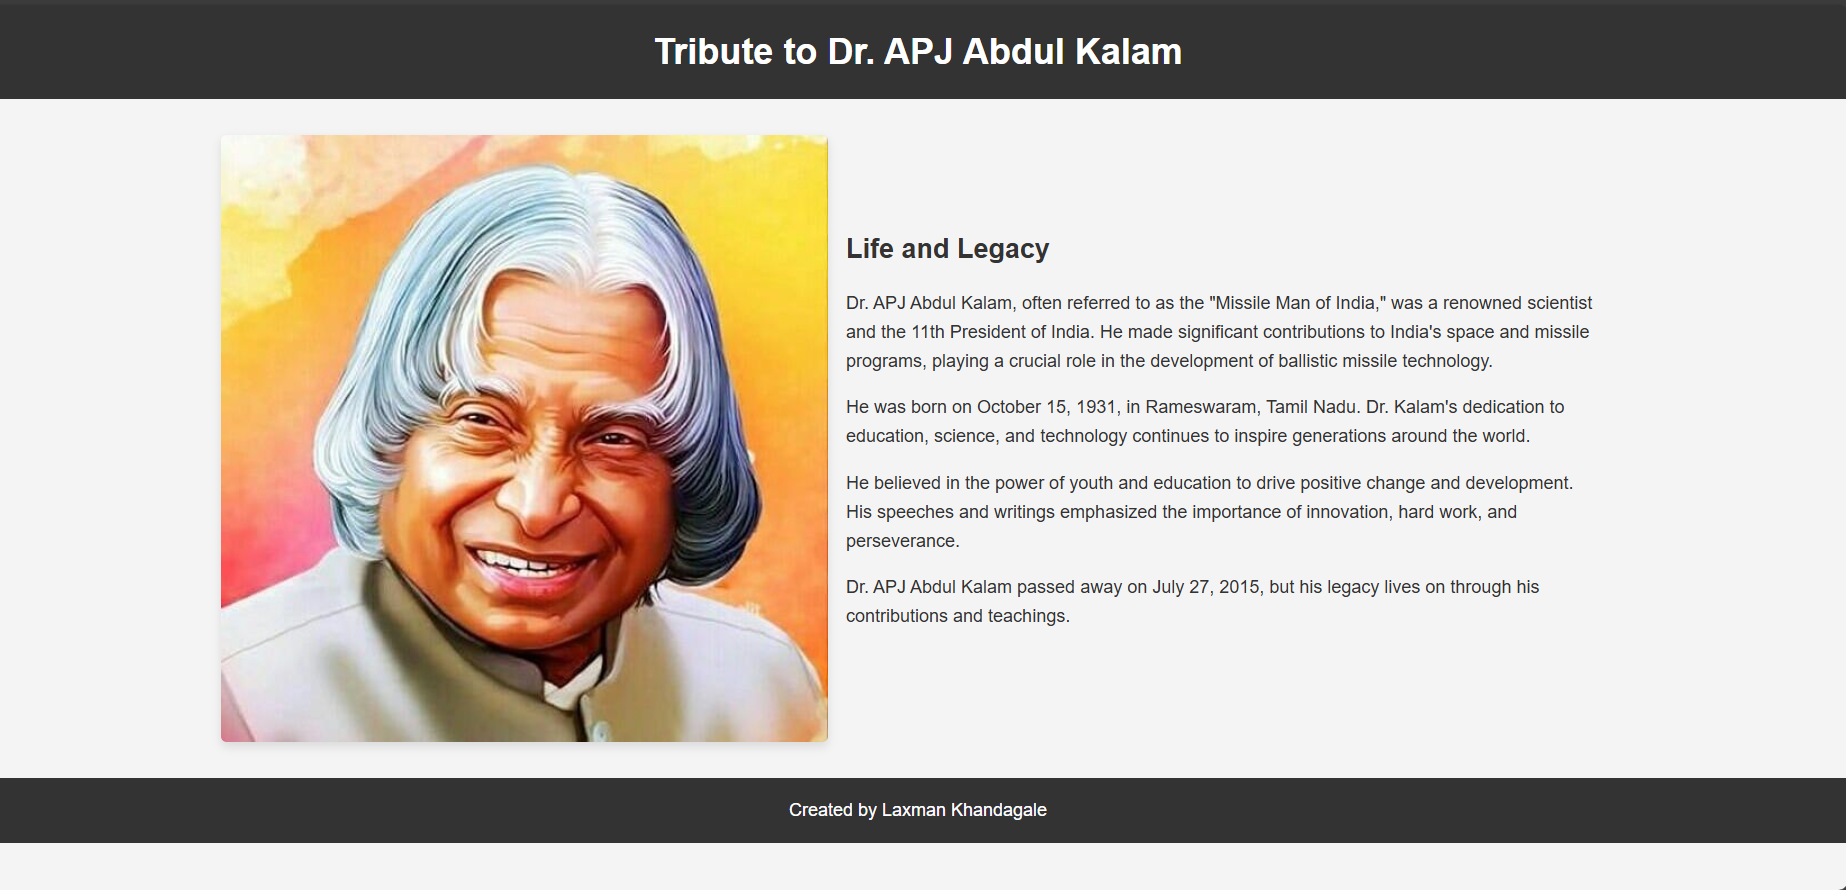 Tribute to Dr. APJ Abdul Kalam
Life and Legacy
Dr. APJ Abdul Kalam, often referred to as the "Missile Man of India," was a renowned scientist
and the 11th President of India. He made significant contributions to India's space and missile
programs, playing a crucial role in the development of ballistic missile technology.
He was born on October 15, 1931, in Rameswaram, Tamil Nadu. Dr. Kalam's dedication to
education, science, and technology continues to inspire generations around the world.
He believed in the power of youth and education to drive positive change and development.
His speeches and writings emphasized the importance of innovation, hard work, and
perseverance.
Dr. APJ Abdul Kalam passed away on July 27, 2015, but his legacy lives on through his
contributions and teachings.
Created by Laxman Khandagale